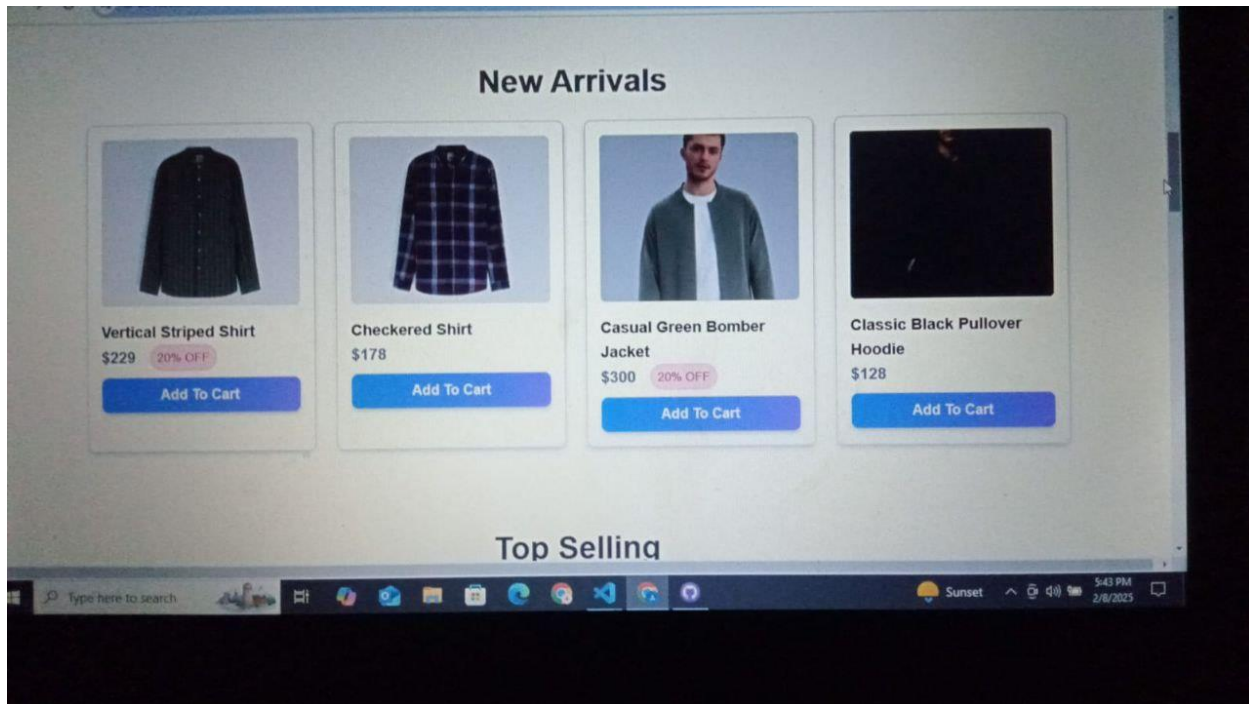 New Arrivals
Vertical Striped Shirt
$229 20% OFF
Add To Cart
Checkered Shirt
$178
Add To Cart
Casual Green Bomber
Jacket
$300 20% OFF
Add To Cart
Classic Black Pullover
Hoodie
$128
Add To Cart
Top Selling
Type here to search
Sunset
5:43 PM
2/8/2025